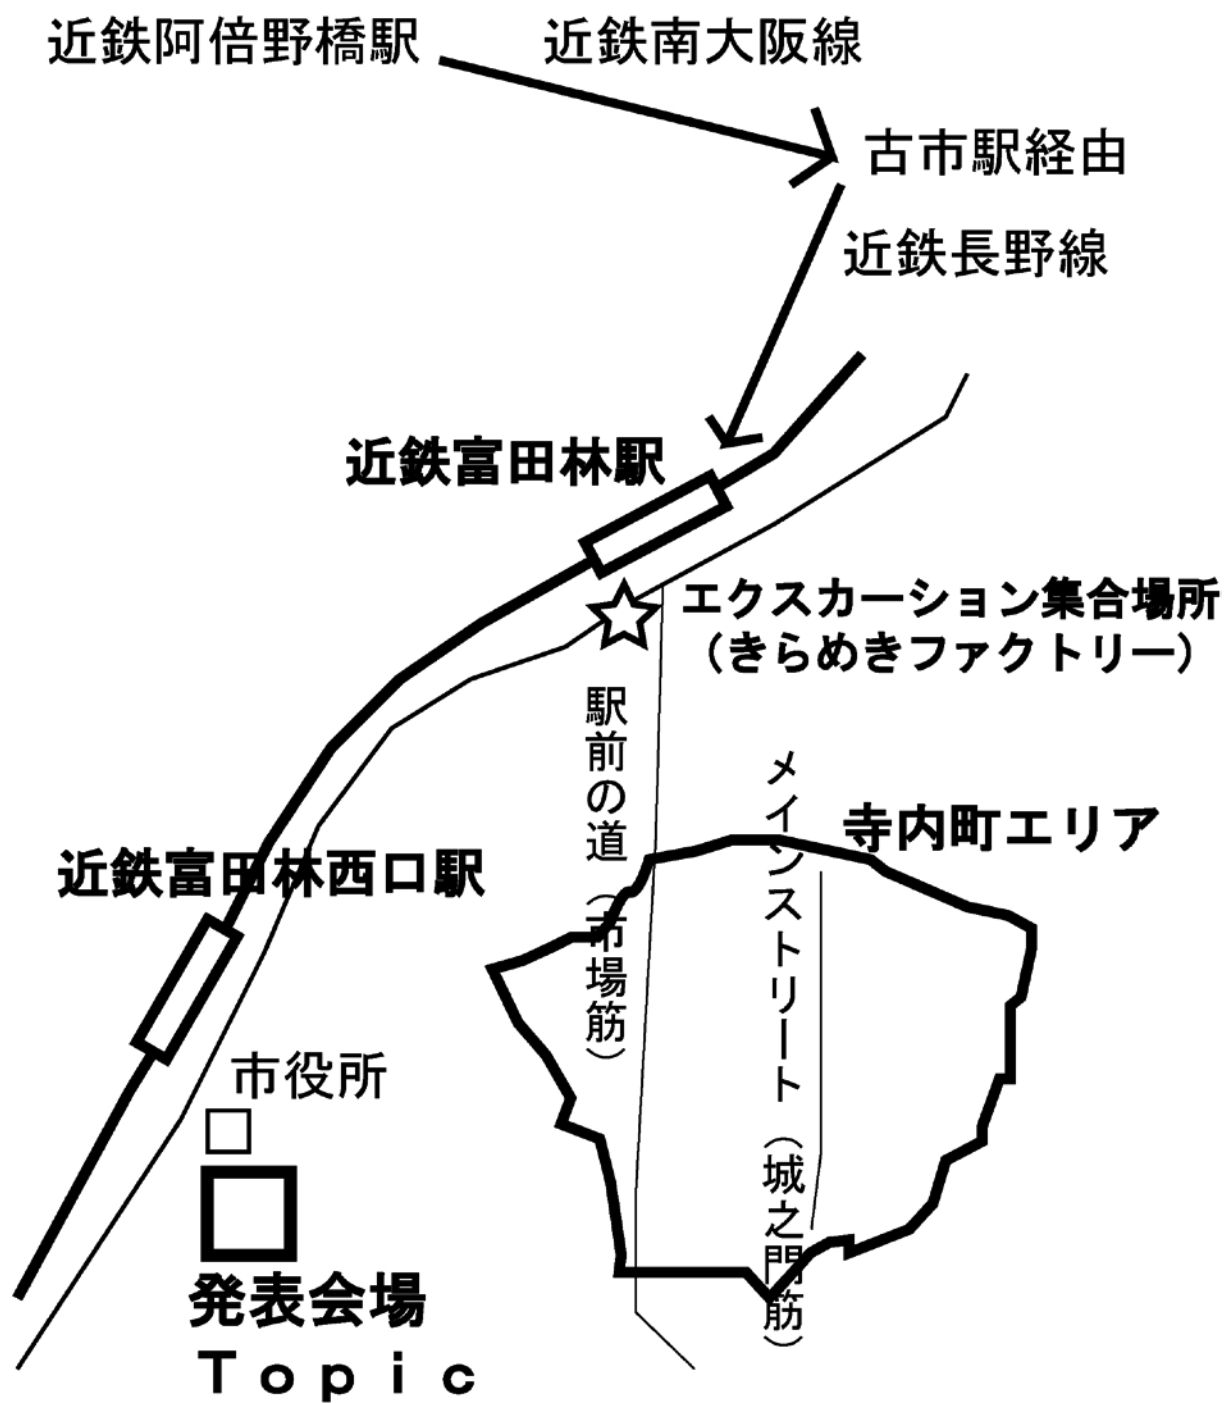 近鉄阿倍野橋駅
近鉄南大阪線
古市駅経由
近鉄長野線
近鉄富田林駅
エクスカーション集合場所
（きらめきファクトリー）
駅前の道（市場筋）
メインストリート（城之門筋）
寺内町エリア
近鉄富田林西口駅
市役所
発表会場
Ｔｏｐｉｃ